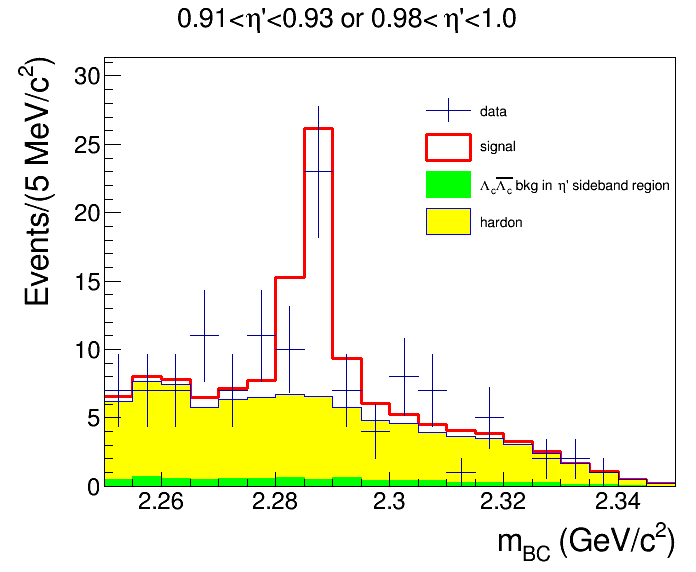 0.91<η'<0.93 or 0.98< η'<1.0
Events/(5 MeV/c²)
30
25
20
15
10
5
0
data
signal
Λ_c Λ̅_c bkg in η' sideband region
hardon
2.26
2.28
2.3
2.32
2.34
m_BC (GeV/c²)